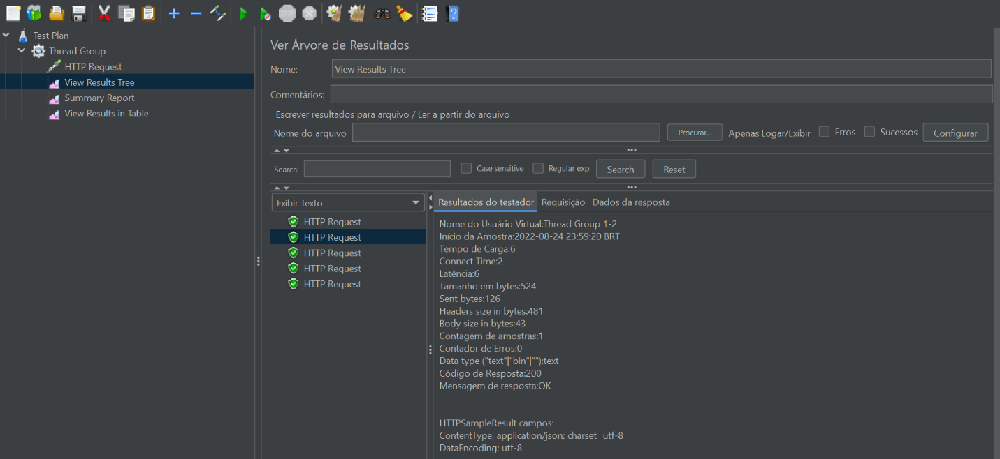 Test Plan
Thread Group
HTTP Request
View Results Tree
Summary Report
View Results in Table
Ver Árvore de Resultados
Nome: View Results Tree
Comentários:
Escrever resultados para arquivo / Ler a partir do arquivo
Nome do arquivo Procurar... Apenas Logar/Exibir Erros Sucessos Configurar
Search: Case sensitive Regular exp. Search Reset
Exibir Texto
HTTP Request
HTTP Request
HTTP Request
HTTP Request
HTTP Request
Resultados do testador Requisição Dados da resposta
Nome do Usuário Virtual:Thread Group 1-2
Início da Amostra:2022-08-24 23:59:20 BRT
Tempo de Carga:6
Connect Time:2
Latência:6
Tamanho em bytes:524
Sent bytes:126
Headers size in bytes:481
Body size in bytes:43
Contagem de amostras:1
Contador de Erros:0
Data type ("text"|"bin"|""):text
Código de Resposta:200
Mensagem de resposta:OK
HTTPSampleResult campos:
ContentType: application/json; charset=utf-8
DataEncoding: utf-8